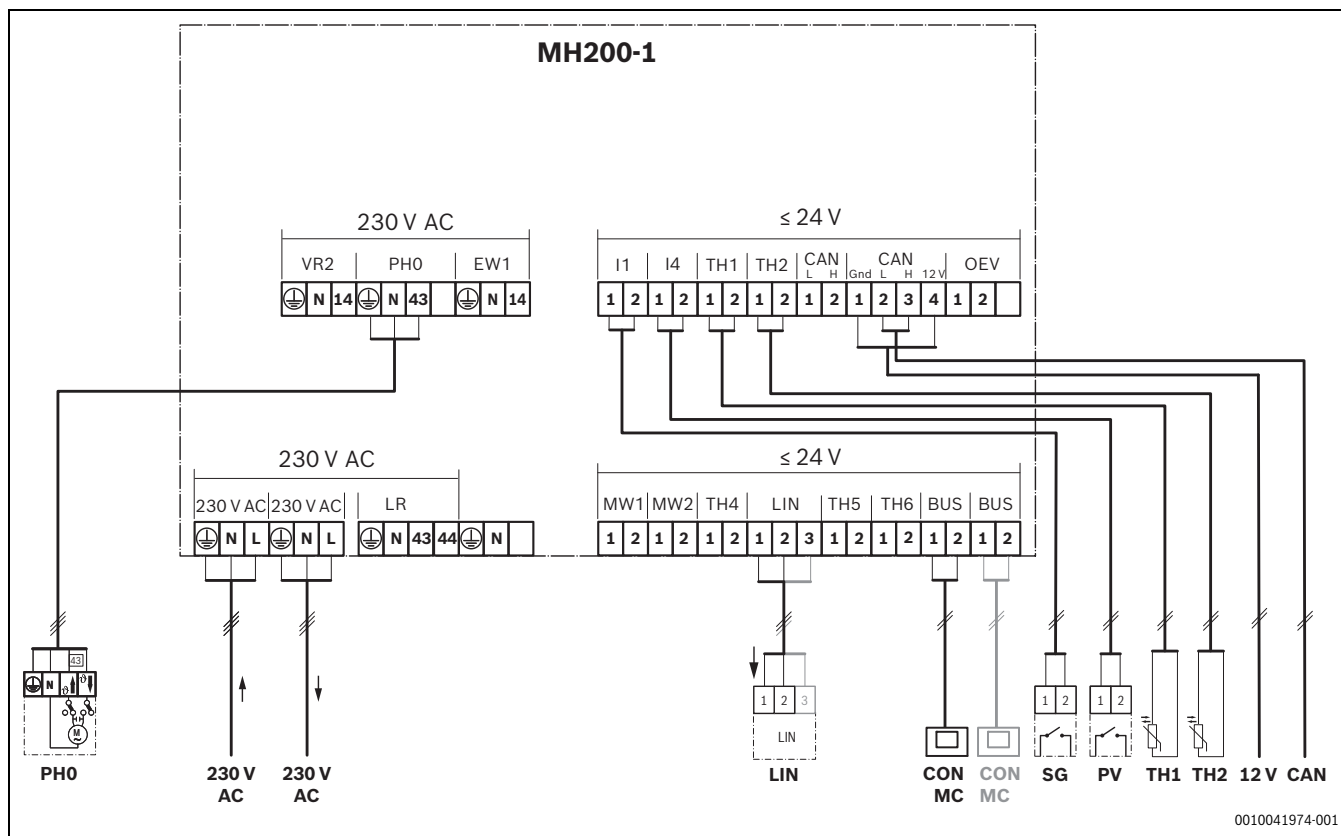 MH200-1
230 V AC
≤ 24 V
VR2 PH0 EW1
I1 I4 TH1 TH2 CAN CAN OEV
L H Gnd L H 12 V
N 14 N 43 N 14
1 2 1 2 1 2 1 2 1 2 1 2 3 4 1 2
230 V AC
≤ 24 V
230 V AC 230 V AC LR
MW1 MW2 TH4 LIN TH5 TH6 BUS BUS
N L N L N 43 44 N
1 2 1 2 1 2 1 2 3 1 2 1 2 1 2 1 2
43
N ϑ ϑ
M
~
1 2 3
LIN
1 2
1 2
PH0
230 V
AC
230 V
AC
LIN
CON
MC
CON
MC
SG
PV
TH1
TH2
12 V
CAN
0010041974-001